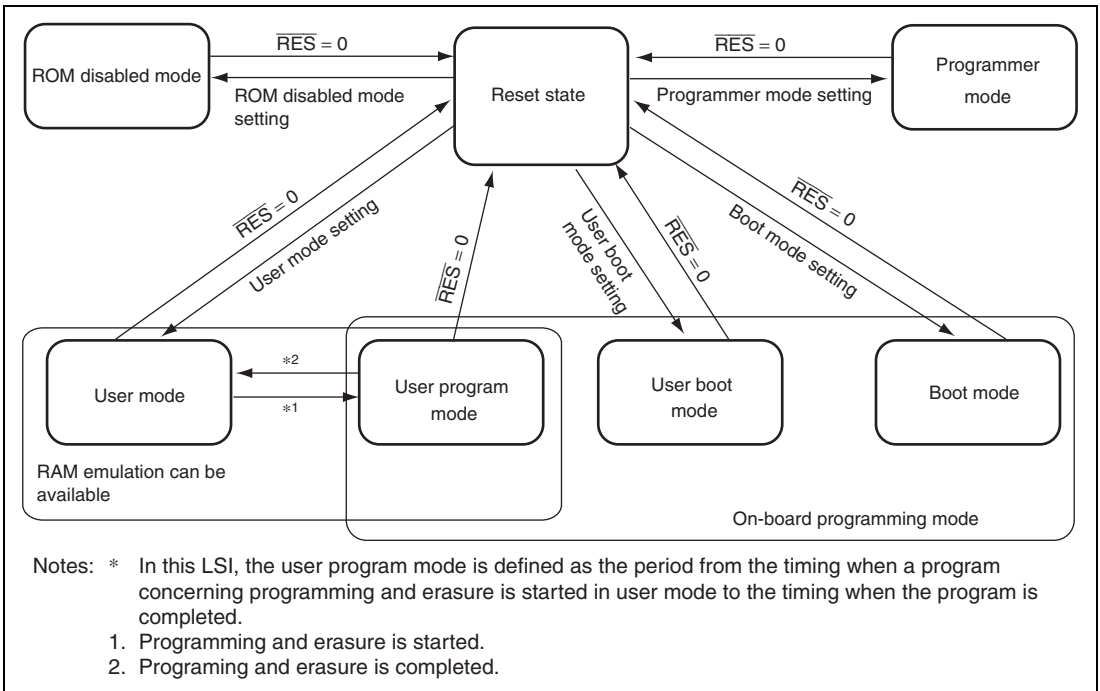 RES = 0
RES = 0
ROM disabled mode
Reset state
Programmer
mode
ROM disabled mode
setting
Programmer mode setting
RES = 0
User mode setting
RES = 0
User boot
mode setting
RES = 0
Boot mode setting
RES = 0
*2
User mode
*1
User program
mode
User boot
mode
Boot mode
RAM emulation can be
available
On-board programming mode
Notes: * In this LSI, the user program mode is defined as the period from the timing when a program
concerning programming and erasure is started in user mode to the timing when the program is
completed.
1. Programming and erasure is started.
2. Programing and erasure is completed.